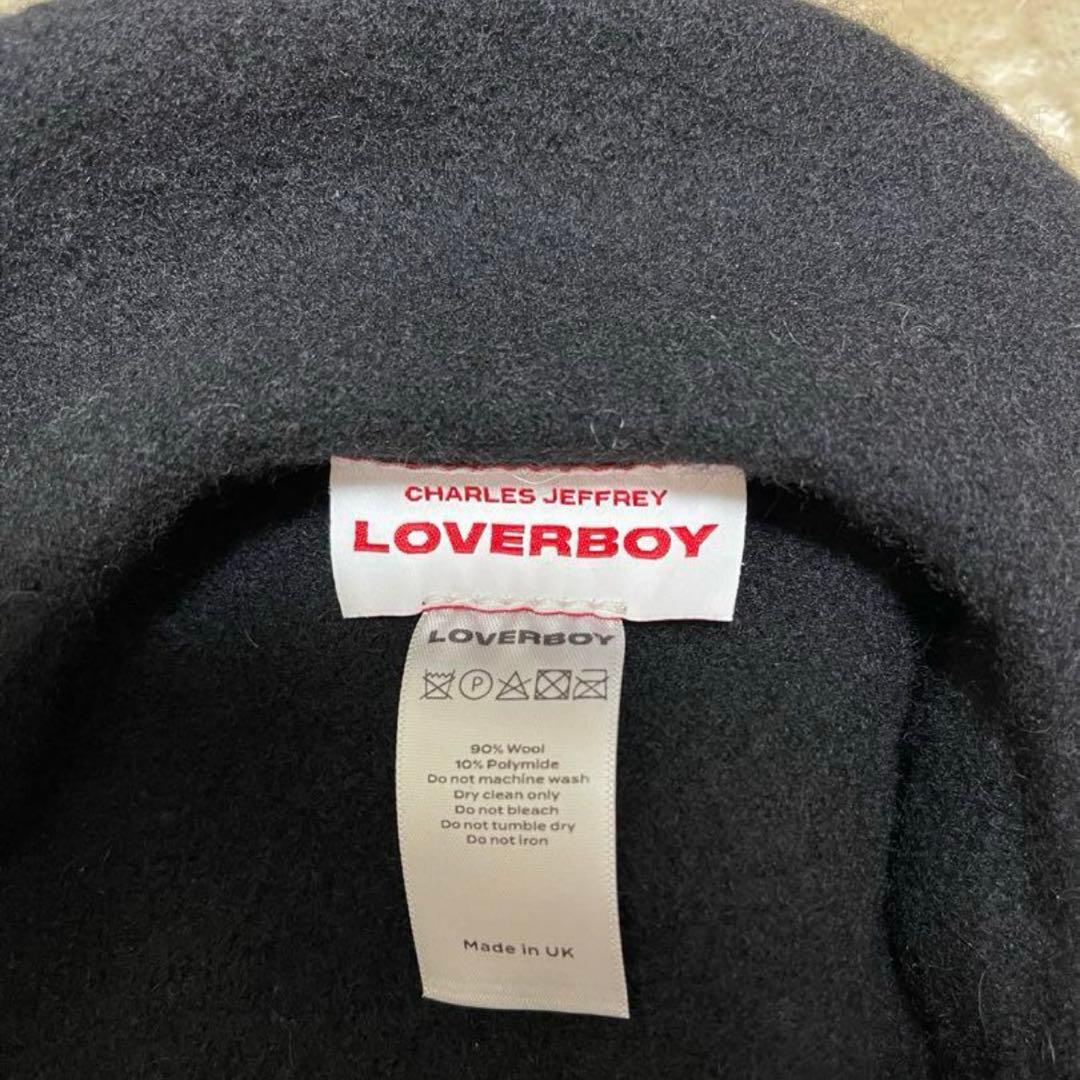 CHARLES JEFFREY
LOVERBOY
LOVERBOY
P
90% Wool
10% Polymide
Do not machine wash
Dry clean only
Do not bleach
Do not tumble dry
Do not iron
Made in UK